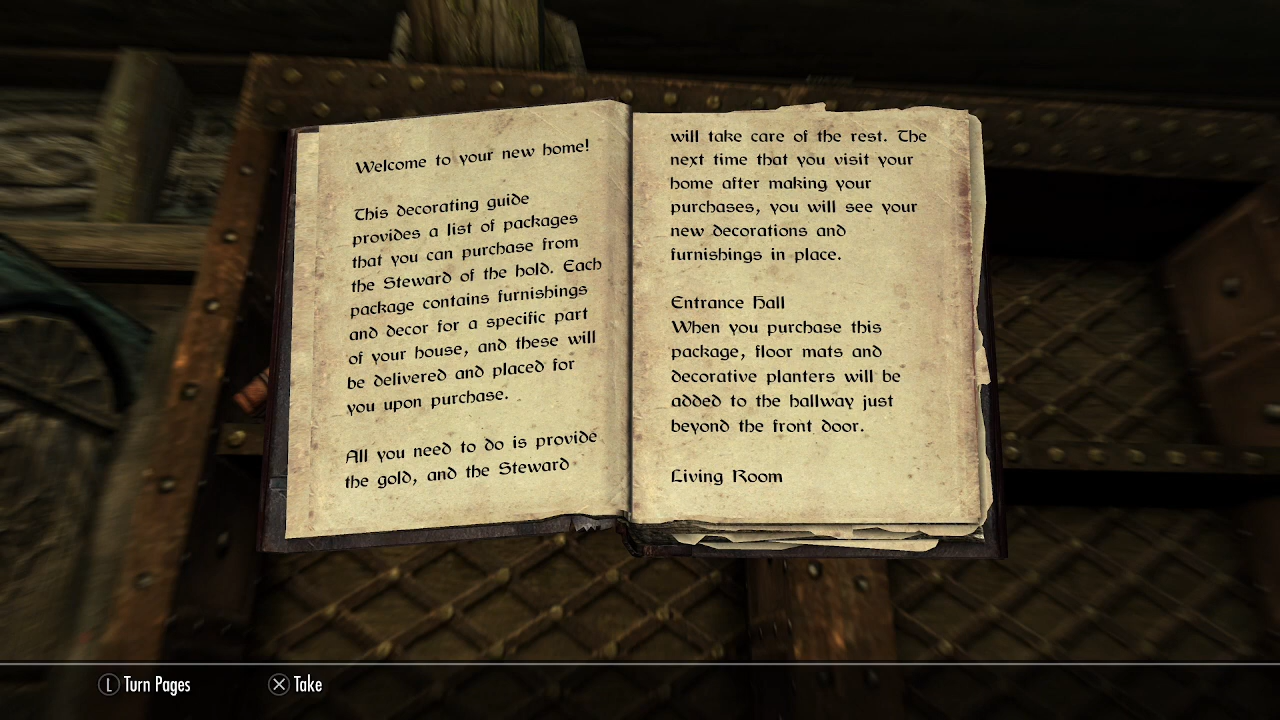 Welcome to your new home!
This decorating guide
provides a list of packages
that you can purchase from
the Steward of the hold. Each
package contains furnishings
and decor for a specific part
of your house, and these will
be delivered and placed for
you upon purchase.
All you need to do is provide
the gold, and the Steward
will take care of the rest. The
next time that you visit your
home after making your
purchases, you will see your
new decorations and
furnishings in place.
Entrance Hall
When you purchase this
package, floor mats and
decorative planters will be
added to the hallway just
beyond the front door.
Living Room
L Turn Pages
X Take